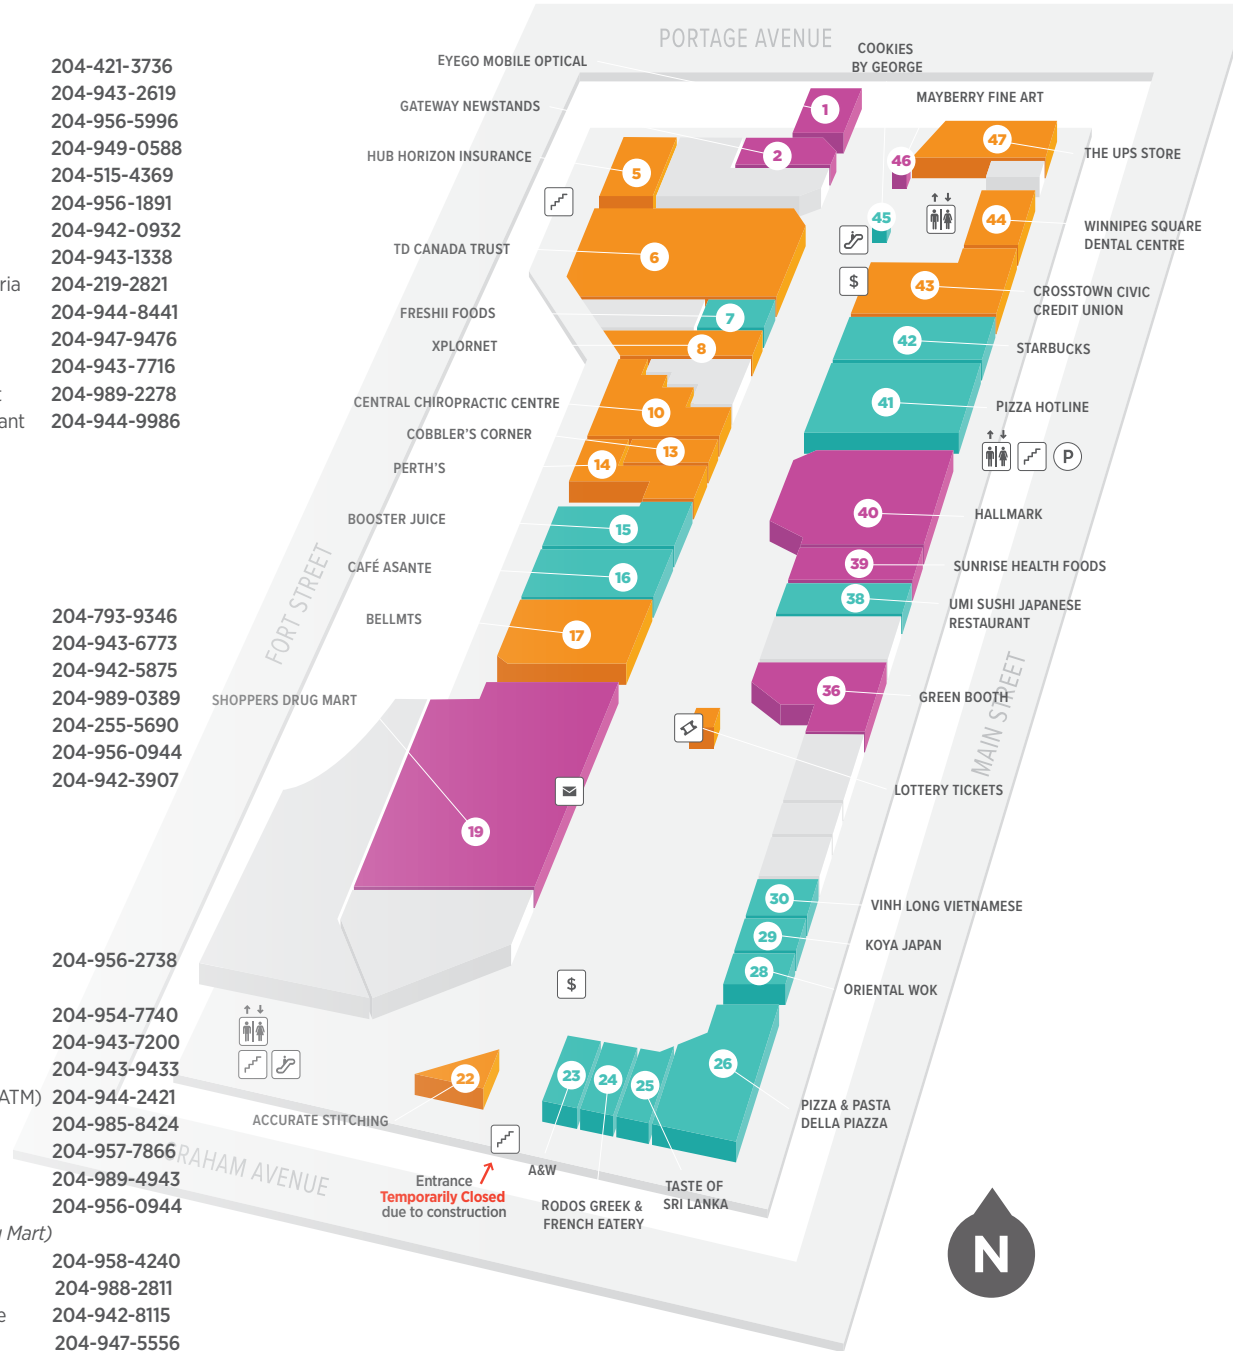 204-421-3736
204-943-2619
204-956-5996
204-949-0588
204-515-4369
204-956-1891
204-942-0932
204-943-1338
ria 204-219-2821
204-944-8441
204-947-9476
204-943-7716
t 204-989-2278
ant 204-944-9986
204-793-9346
204-943-6773
204-942-5875
204-989-0389
204-255-5690
204-956-0944
204-942-3907
204-956-2738
204-954-7740
204-943-7200
204-943-9433
ATM) 204-944-2421
204-985-8424
204-957-7866
204-989-4943
204-956-0944
Mart)
204-958-4240
204-988-2811
e 204-942-8115
204-947-5556
PORTAGE AVENUE
FORT STREET
MAIN STREET
GRAHAM AVENUE
EYEGO MOBILE OPTICAL
GATEWAY NEWSTANDS
HUB HORIZON INSURANCE
TD CANADA TRUST
FRESHII FOODS
XPLORNET
CENTRAL CHIROPRACTIC CENTRE
COBBLER'S CORNER
PERTH'S
BOOSTER JUICE
CAFÉ ASANTE
BELLMTS
SHOPPERS DRUG MART
ACCURATE STITCHING
Entrance
Temporarily Closed
due to construction
A&W
RODOS GREEK &
FRENCH EATERY
TASTE OF
SRI LANKA
PIZZA & PASTA
DELLA PIAZZA
ORIENTAL WOK
KOYA JAPAN
VINH LONG VIETNAMESE
LOTTERY TICKETS
GREEN BOOTH
UMI SUSHI JAPANESE
RESTAURANT
SUNRISE HEALTH FOODS
HALLMARK
PIZZA HOTLINE
STARBUCKS
CROSSTOWN CIVIC
CREDIT UNION
WINNIPEG SQUARE
DENTAL CENTRE
THE UPS STORE
MAYBERRY FINE ART
COOKIES
BY GEORGE
1
2
5
6
7
8
10
13
14
15
16
17
19
22
23
24
25
26
28
29
30
36
38
39
40
41
42
43
44
45
46
47
$
$
P
N